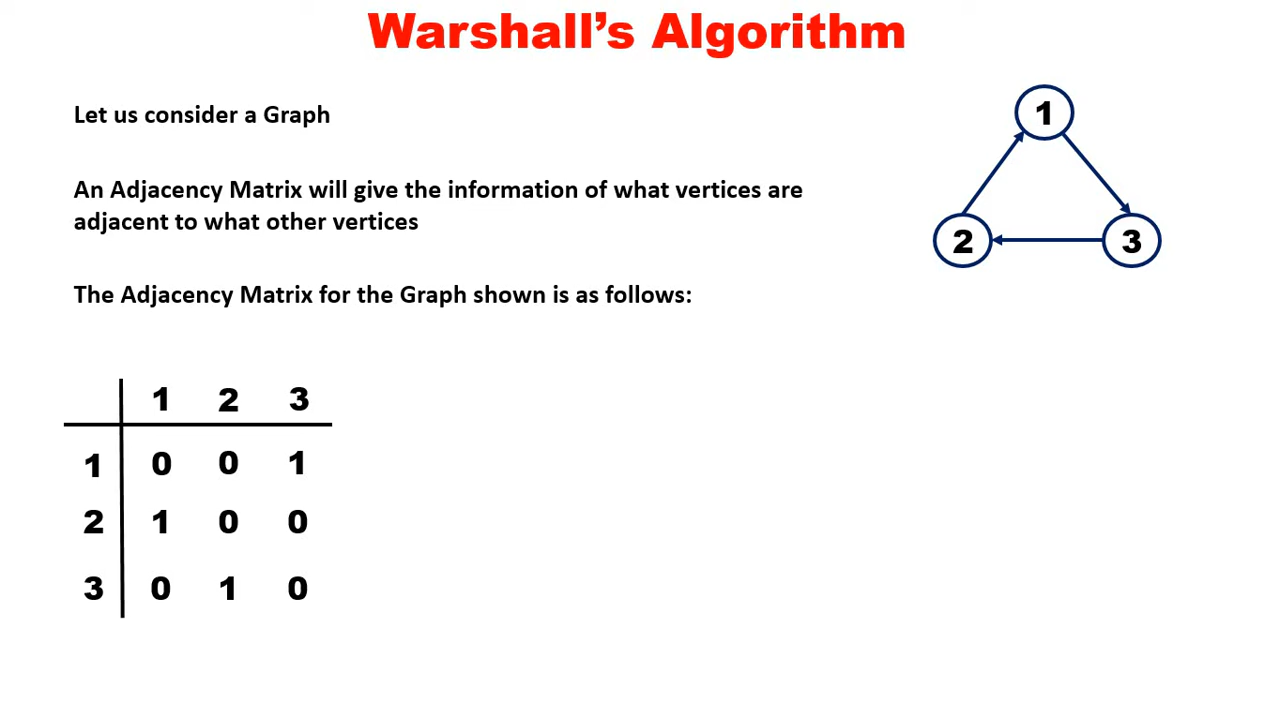 Warshall’s Algorithm
Let us consider a Graph
An Adjacency Matrix will give the information of what vertices are
adjacent to what other vertices
The Adjacency Matrix for the Graph shown is as follows:
1
2 3
1 2 3
1 0 0 1
2 1 0 0
3 0 1 0